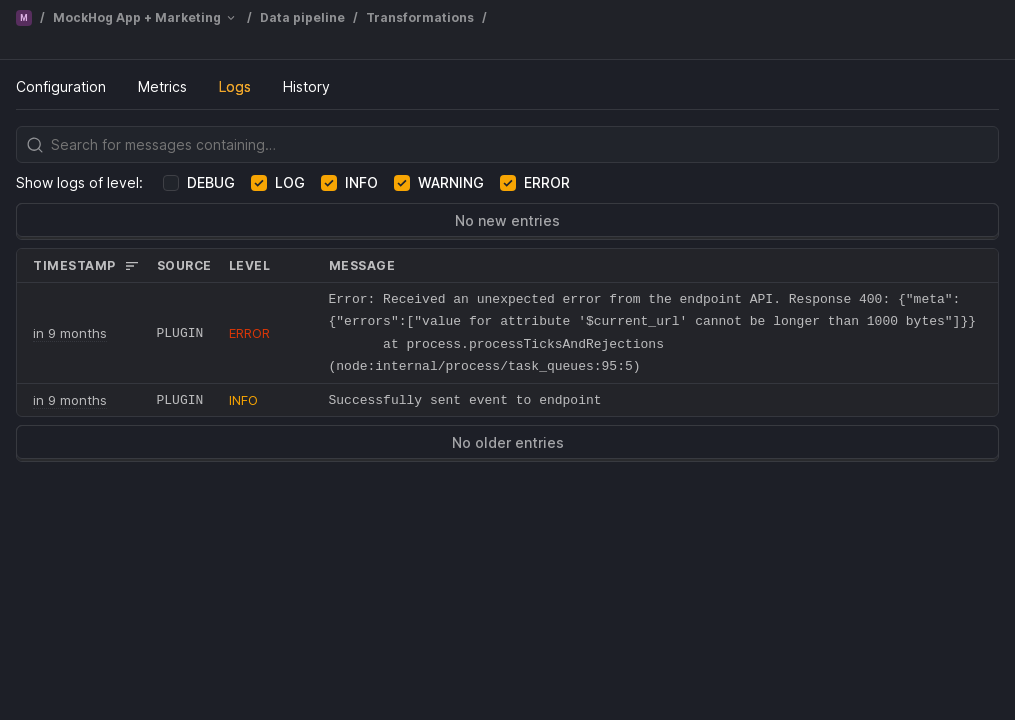 M / MockHog App + Marketing / Data pipeline / Transformations /
Configuration Metrics Logs History
Search for messages containing…
Show logs of level: DEBUG LOG INFO WARNING ERROR
No new entries
TIMESTAMP SOURCE LEVEL MESSAGE
Error: Received an unexpected error from the endpoint API. Response 400: {"meta":
{"errors":["value for attribute '$current_url' cannot be longer than 1000 bytes"]}}
in 9 months PLUGIN ERROR
at process.processTicksAndRejections
(node:internal/process/task_queues:95:5)
in 9 months PLUGIN INFO Successfully sent event to endpoint
No older entries